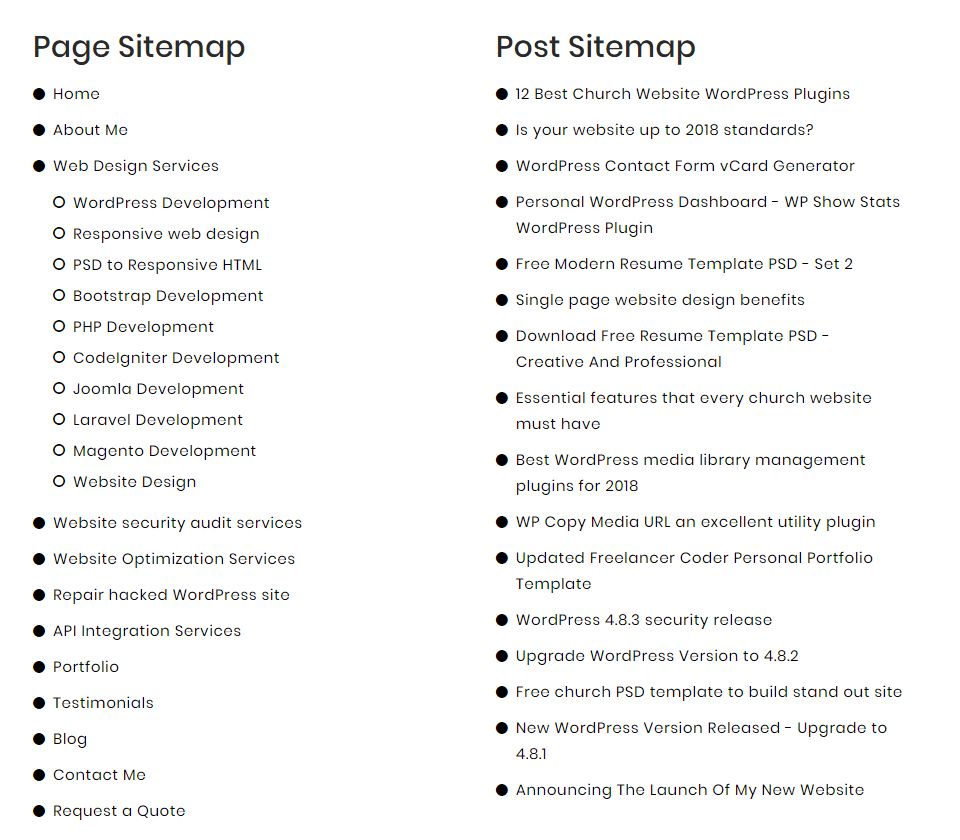 Page Sitemap
Home
About Me
Web Design Services
WordPress Development
Responsive web design
PSD to Responsive HTML
Bootstrap Development
PHP Development
CodeIgniter Development
Joomla Development
Laravel Development
Magento Development
Website Design
Website security audit services
Website Optimization Services
Repair hacked WordPress site
API Integration Services
Portfolio
Testimonials
Blog
Contact Me
Request a Quote
Post Sitemap
12 Best Church Website WordPress Plugins
Is your website up to 2018 standards?
WordPress Contact Form vCard Generator
Personal WordPress Dashboard - WP Show Stats
WordPress Plugin
Free Modern Resume Template PSD - Set 2
Single page website design benefits
Download Free Resume Template PSD -
Creative And Professional
Essential features that every church website
must have
Best WordPress media library management
plugins for 2018
WP Copy Media URL an excellent utility plugin
Updated Freelancer Coder Personal Portfolio
Template
WordPress 4.8.3 security release
Upgrade WordPress Version to 4.8.2
Free church PSD template to build stand out site
New WordPress Version Released - Upgrade to
4.8.1
Announcing The Launch Of My New Website